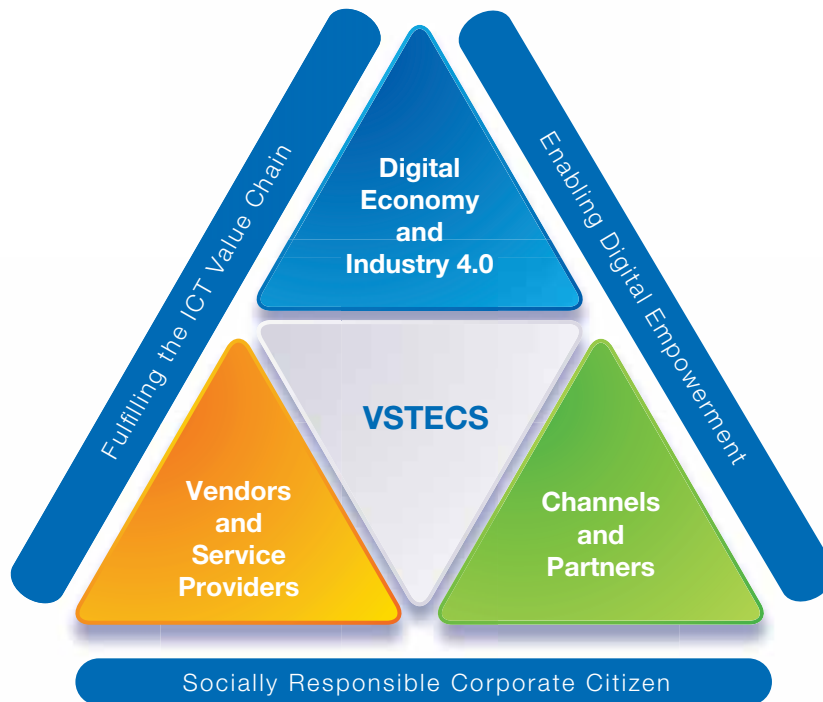 Fulfilling the ICT Value Chain
Enabling Digital Empowerment
Digital
Economy
and
Industry 4.0
VSTECS
Vendors
and
Service
Providers
Channels
and
Partners
Socially Responsible Corporate Citizen